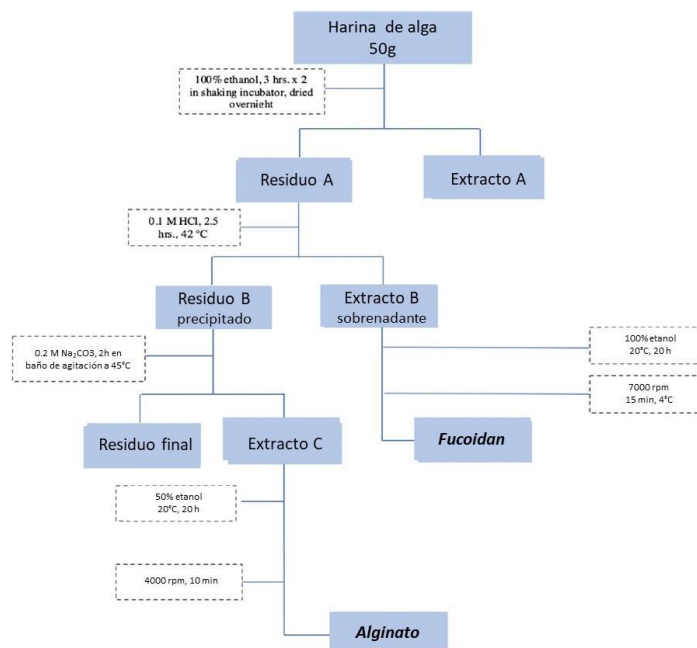 Harina de alga
50g
100% ethanol, 3 hrs. x 2
in shaking incubator, dried
overnight
Residuo A
Extracto A
0.1 M HCl, 2.5
hrs., 42 °C
Residuo B
precipitado
Extracto B
sobrenadante
0.2 M Na₂CO3, 2h en
baño de agitación a 45°C
100% etanol
20°C, 20 h
7000 rpm
15 min, 4°C
Residuo final
Extracto C
Fucoidan
50% etanol
20°C, 20 h
4000 rpm, 10 min
Alginato